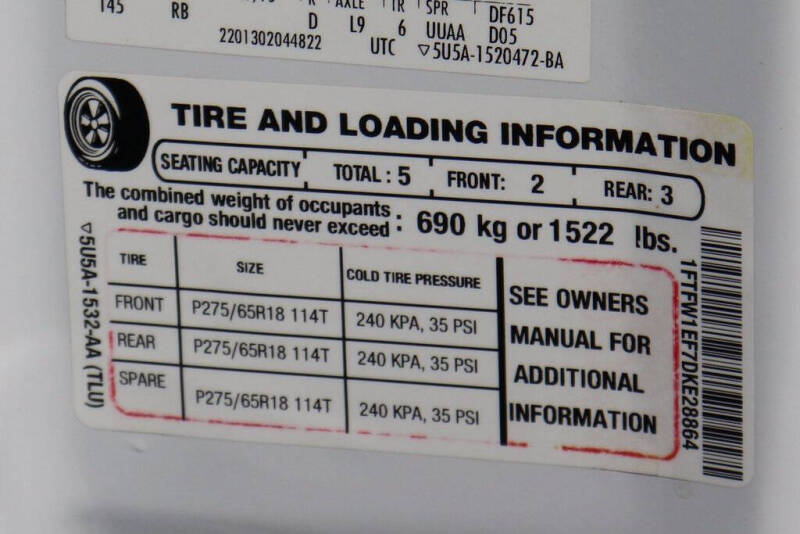 AXLE TR SPR
145 RB D L9 6 UUAA DF615
D05
2201302044822 UTC ▽5U5A-1520472-BA
TIRE AND LOADING INFORMATION
SEATING CAPACITY TOTAL : 5 FRONT: 2 REAR: 3
The combined weight of occupants
and cargo should never exceed : 690 kg or 1522 lbs.
▽5U5A-1532-AA (TLU)
TIRE SIZE COLD TIRE PRESSURE
FRONT P275/65R18 114T 240 KPA, 35 PSI
REAR P275/65R18 114T 240 KPA, 35 PSI
SPARE P275/65R18 114T 240 KPA, 35 PSI
SEE OWNERS
MANUAL FOR
ADDITIONAL
INFORMATION
1FTFW1EF7DKE28864